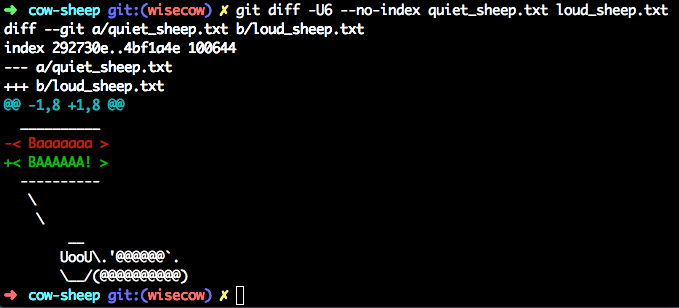 ➜  cow-sheep git:(wisecow) ✗ git diff -U6 --no-index quiet_sheep.txt loud_sheep.txt
diff --git a/quiet_sheep.txt b/loud_sheep.txt
index 292730e..4bf1a4e 100644
--- a/quiet_sheep.txt
+++ b/loud_sheep.txt
@@ -1,8 +1,8 @@
  __________
-< Baaaaaaa >
+< BAAAAAA! >
  ----------
   \
    \
        __
       UooU\.'@@@@@@`.
       \__/(@@@@@@@@@@)
➜  cow-sheep git:(wisecow) ✗